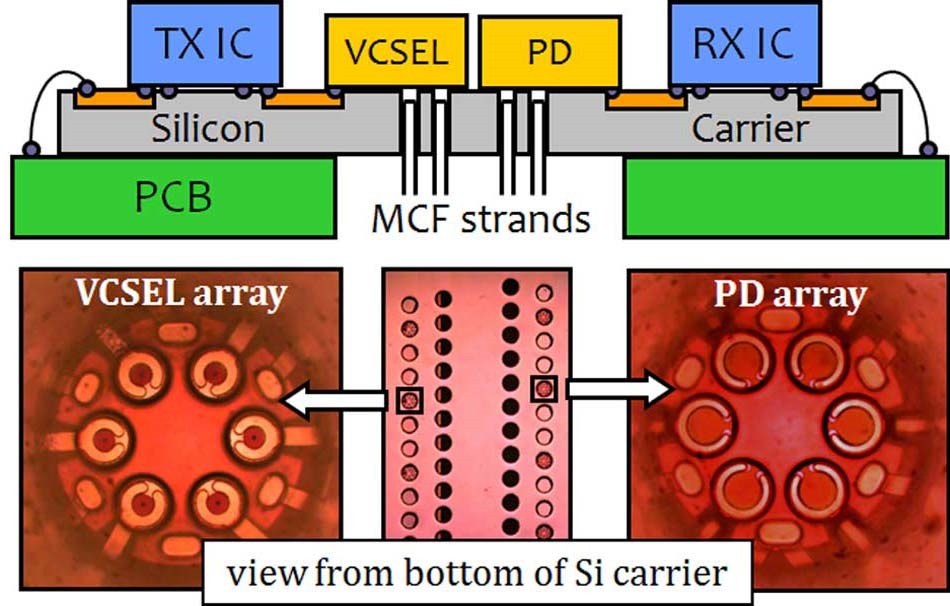 TX IC
VCSEL
PD
RX IC
Silicon
Carrier
PCB
MCF strands
VCSEL array
PD array
view from bottom of Si carrier